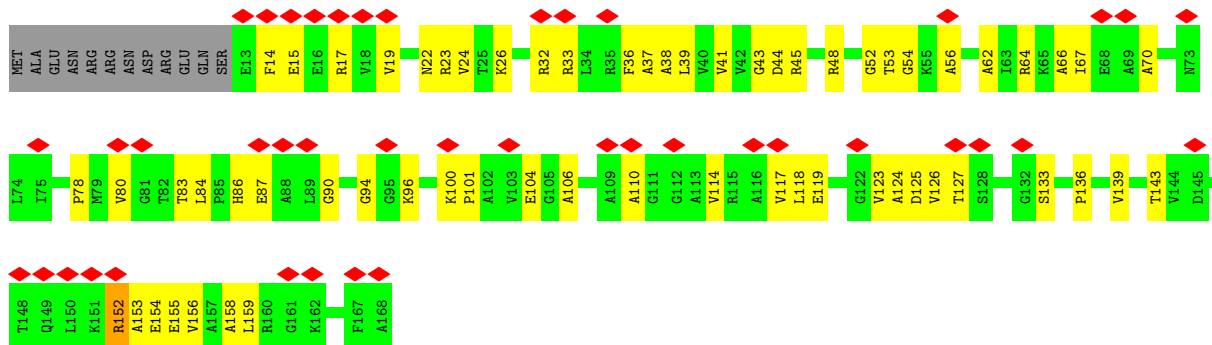 MET ALA GLU ASN ARG ARG ASN ASP ARG GLU GLN SER E13 F14 E15 E16 R17 V18 V19 N22 R23 V24 T25 K26 R32 R33 L34 R35 F36 A37 A38 L39 V40 V41 V42 G43 D44 R45 R48 G52 T53 G54 K55 A56 A62 I63 R64 K65 A66 I67 E68 A69 A70 N73
L74 I75 P78 M79 V80 G81 T82 T83 L84 P85 H86 E87 A88 L89 G90 G94 G95 K96 K100 P101 A102 V103 E104 G105 A106 A109 A110 G111 G112 A113 V114 R115 A116 V117 L118 E119 G122 V123 A124 D125 V126 T127 S128 G132 S133 P136 V139 T143 V144 D145
T148 Q149 L150 K151 R152 A153 E154 E155 V156 A157 A158 L159 R160 G161 K162 F167 A168